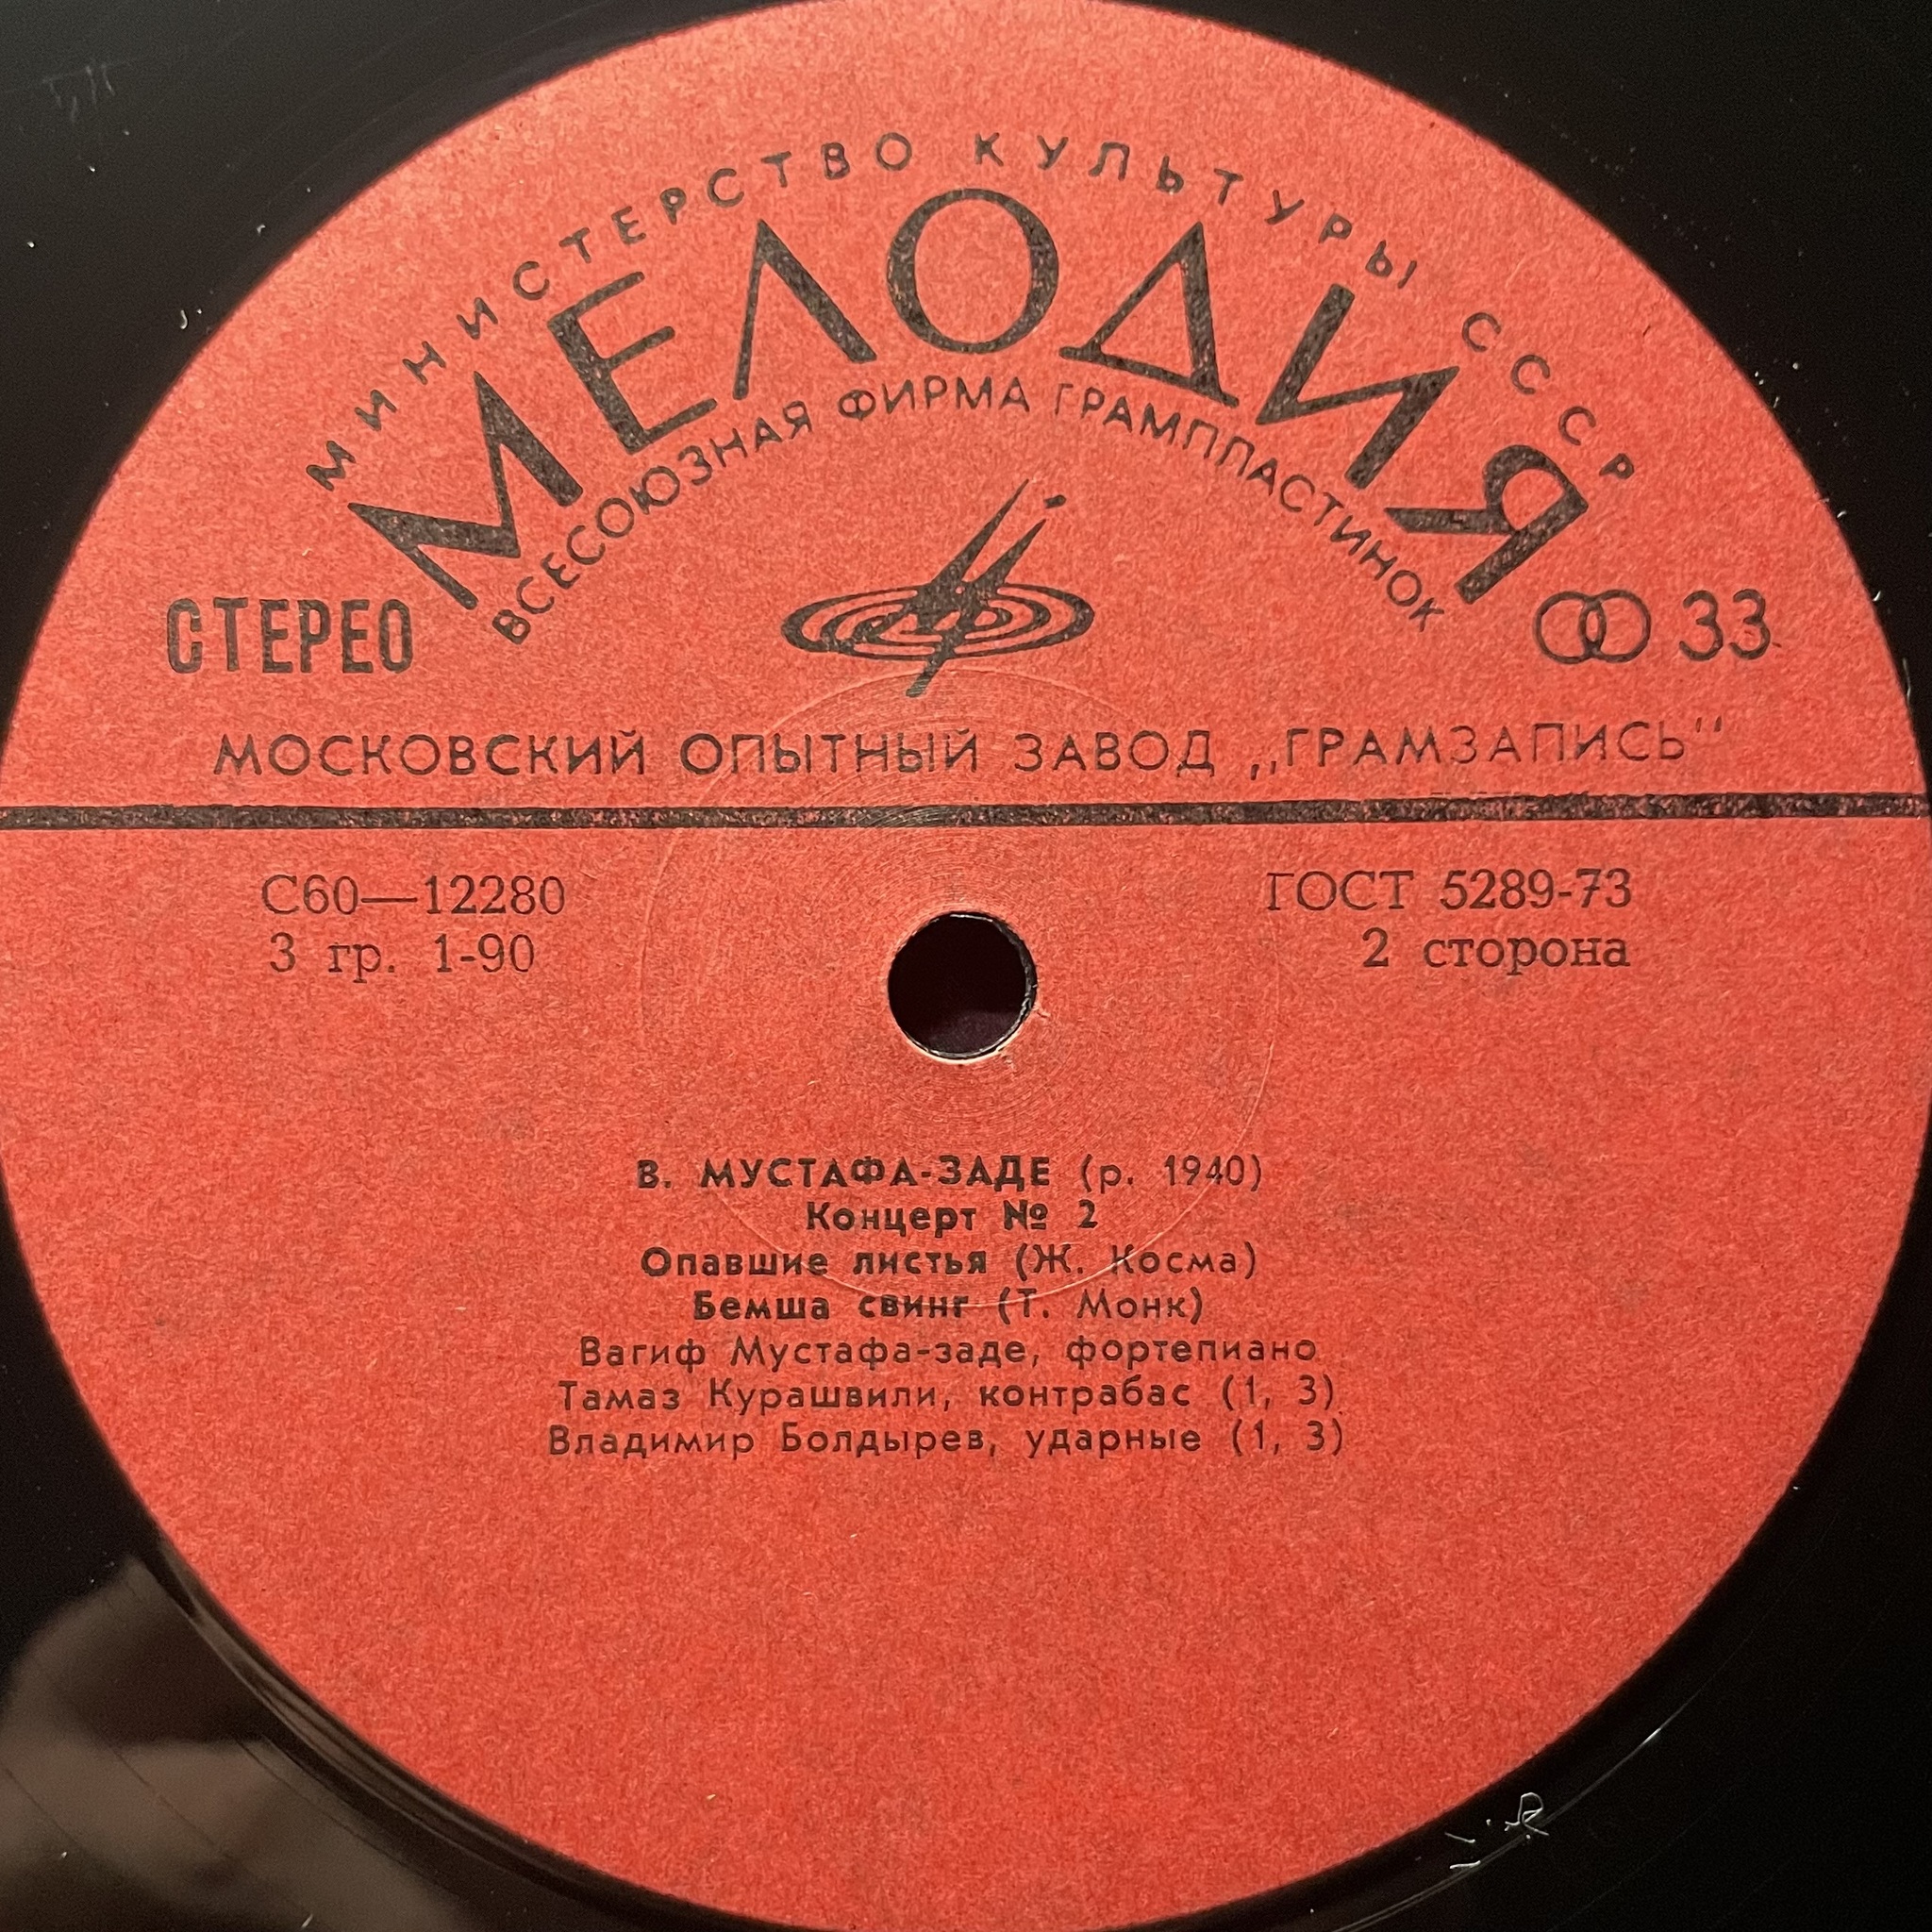 МИНИСТЕРСТВО КУЛЬТУРЫ СССР
МЕЛОДИЯ
ВСЕСОЮЗНАЯ ФИРМА ГРАМПЛАСТИНОК
СТЕРЕО
33
МОСКОВСКИЙ ОПЫТНЫЙ ЗАВОД „ГРАМЗАПИСЬ"
С60—12280
ГОСТ 5289-73
3 гр. 1-90
2 сторона
В. МУСТАФА-ЗАДЕ (р. 1940)
Концерт № 2
Опавшие листья (Ж. Косма)
Бемша свинг (Т. Монк)
Вагиф Мустафа-заде, фортепиано
Тамаз Курашвили, контрабас (1, 3)
Владимир Болдырев, ударные (1, 3)